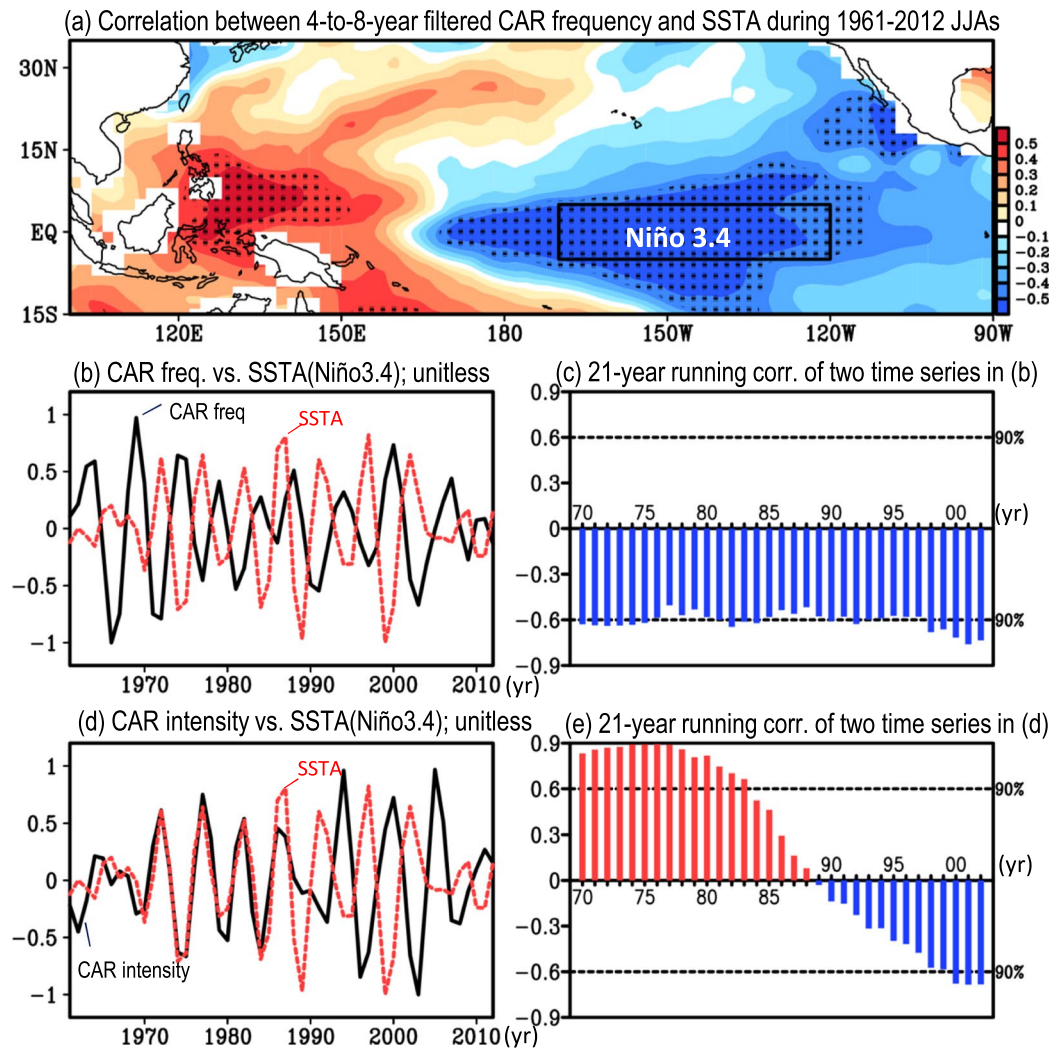 (a) Correlation between 4-to-8-year filtered CAR frequency and SSTA during 1961-2012 JJAs
30N
15N
EQ
15S
Niño 3.4
0.5
0.4
0.3
0.2
0.1
0
−0.1
−0.2
−0.3
−0.4
−0.5
120E 150E 180 150W 120W 90W
(b) CAR freq. vs. SSTA(Niño3.4); unitless
CAR freq
SSTA
1
0.5
0
−0.5
−1
1970 1980 1990 2000 2010 (yr)
(c) 21-year running corr. of two time series in (b)
0.9
0.6
0.3
0
−0.3
−0.6
−0.9
90%
70 75 80 85 90 95 00 (yr)
90%
(d) CAR intensity vs. SSTA(Niño3.4); unitless
SSTA
CAR intensity
1
0.5
0
−0.5
−1
1970 1980 1990 2000 2010 (yr)
(e) 21-year running corr. of two time series in (d)
0.9
0.6
0.3
0
−0.3
−0.6
−0.9
90%
90 95 00 (yr)
70 75 80 85
90%